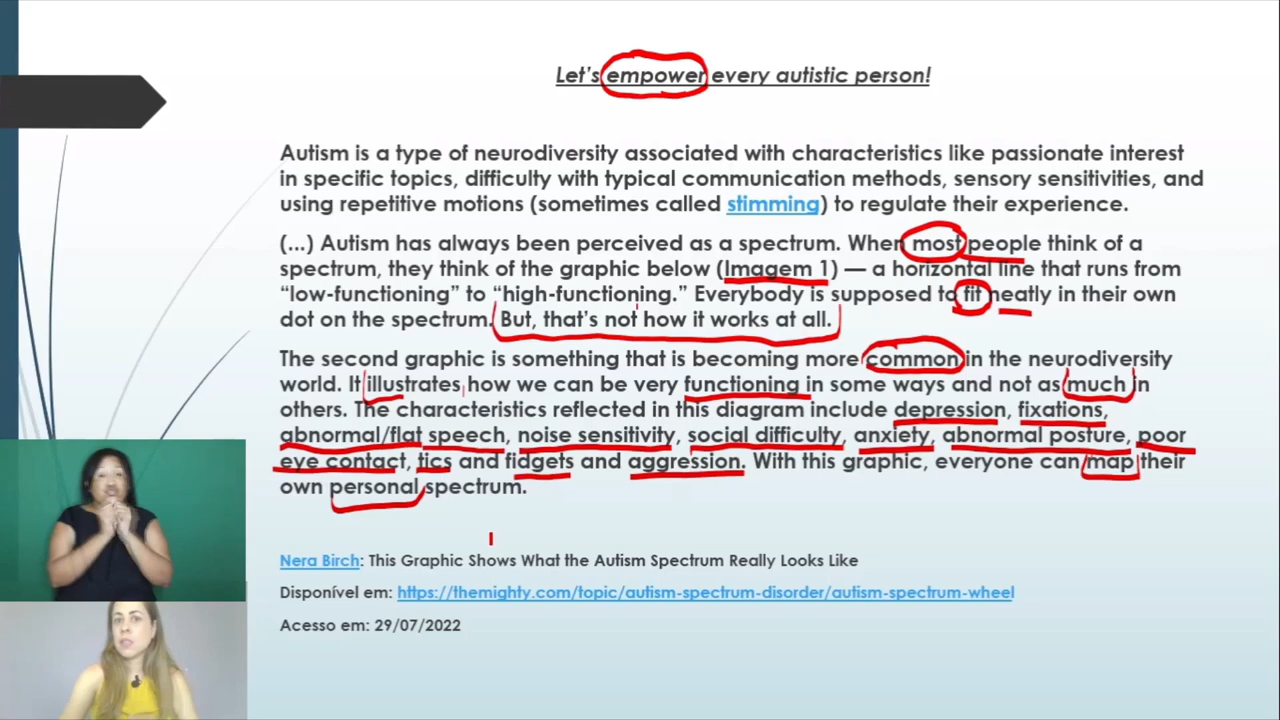 Let's empower every autistic person!
Autism is a type of neurodiversity associated with characteristics like passionate interest
in specific topics, difficulty with typical communication methods, sensory sensitivities, and
using repetitive motions (sometimes called stimming) to regulate their experience.
(...) Autism has always been perceived as a spectrum. When most people think of a
spectrum, they think of the graphic below (Imagem 1) — a horizontal line that runs from
“low-functioning” to “high-functioning.” Everybody is supposed to fit neatly in their own
dot on the spectrum. But, that’s not how it works at all.
The second graphic is something that is becoming more common in the neurodiversity
world. It illustrates how we can be very functioning in some ways and not as much in
others. The characteristics reflected in this diagram include depression, fixations,
abnormal/flat speech, noise sensitivity, social difficulty, anxiety, abnormal posture, poor
eye contact, tics and fidgets and aggression. With this graphic, everyone can map their
own personal spectrum.
Nera Birch: This Graphic Shows What the Autism Spectrum Really Looks Like
Disponível em: https://themighty.com/topic/autism-spectrum-disorder/autism-spectrum-wheel
Acesso em: 29/07/2022